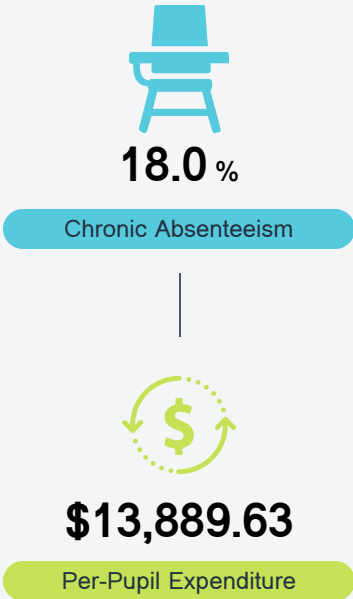 18.0 %
Chronic Absenteeism
$
$13,889.63
Per-Pupil Expenditure